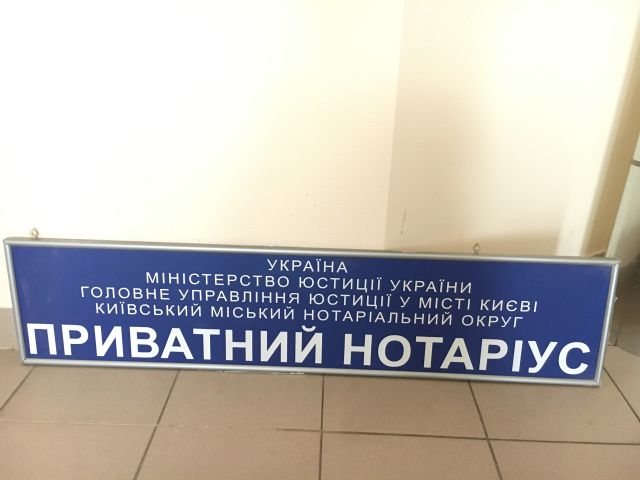 УКРАЇНА
МІНІСТЕРСТВО ЮСТИЦІЇ УКРАЇНИ
ГОЛОВНЕ УПРАВЛІННЯ ЮСТИЦІЇ У МІСТІ КИЄВІ
КИЇВСЬКИЙ МІСЬКИЙ НОТАРІАЛЬНИЙ ОКРУГ
ПРИВАТНИЙ НОТАРІУС